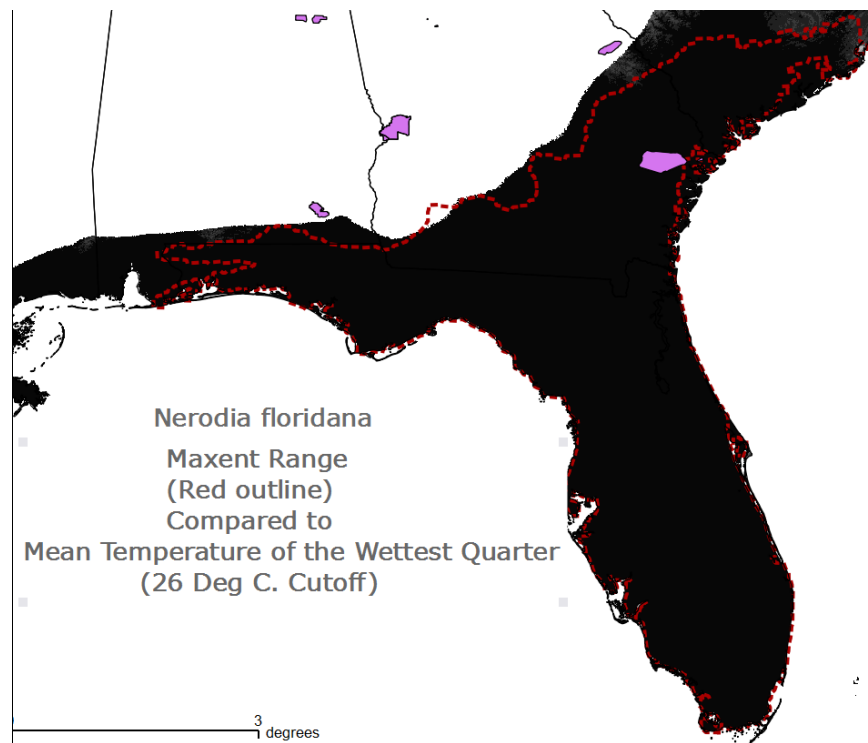 Nerodia floridana
Maxent Range
(Red outline)
Compared to
Mean Temperature of the Wettest Quarter
(26 Deg C. Cutoff)
3
degrees